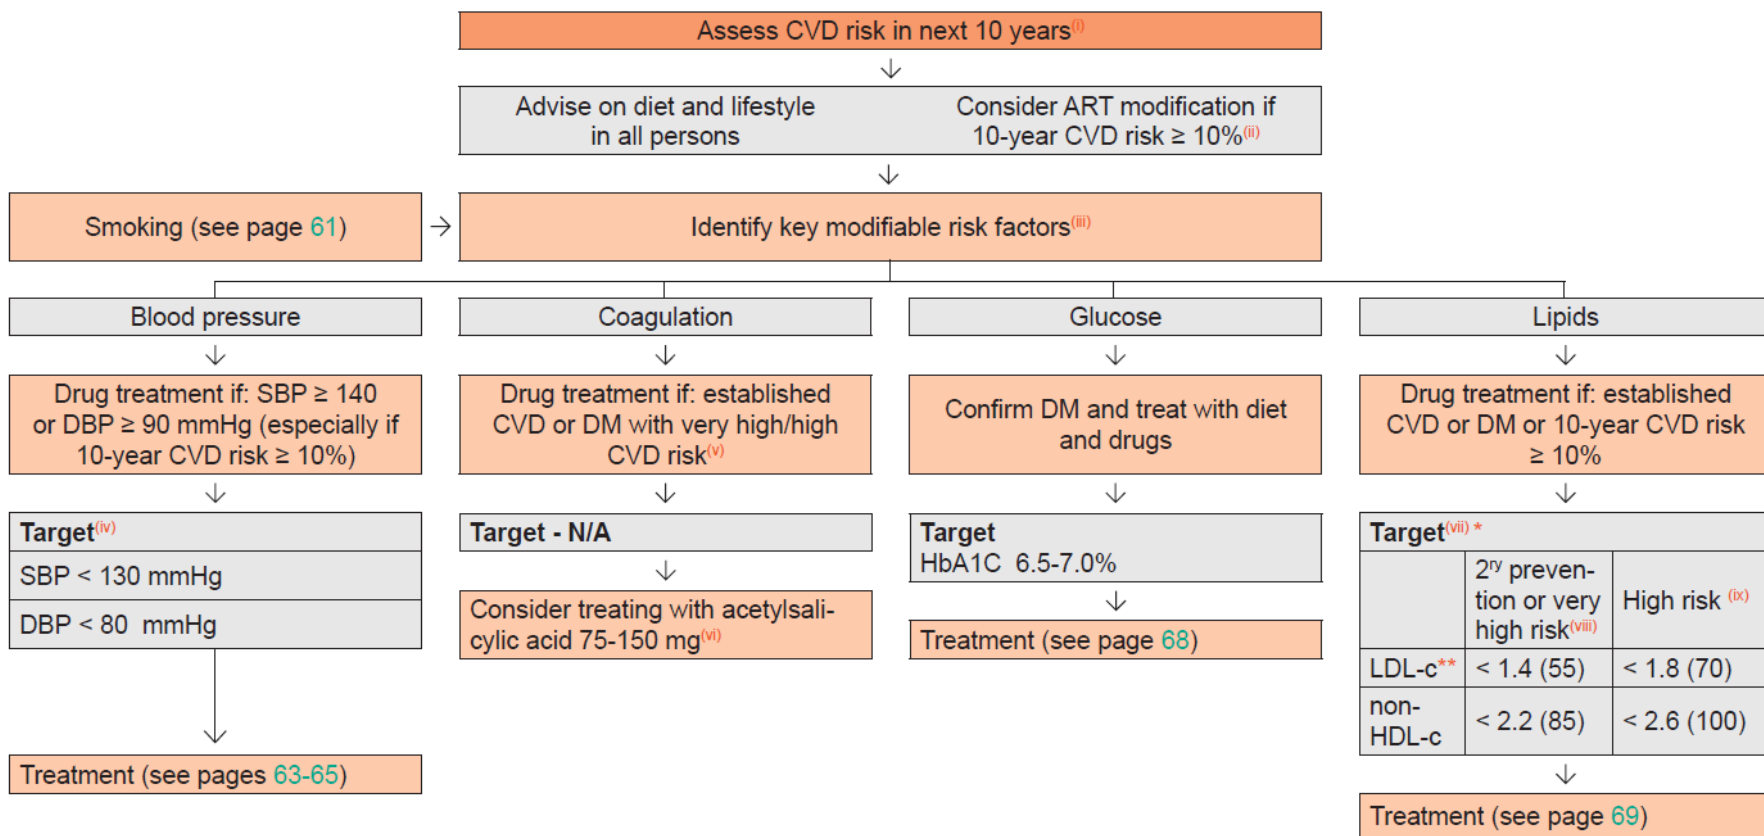 Assess CVD risk in next 10 years(i)
Advise on diet and lifestyle
in all persons
Consider ART modification if
10-year CVD risk ≥ 10%(ii)
Smoking (see page 61)
Identify key modifiable risk factors(iii)
Blood pressure
Drug treatment if: SBP ≥ 140
or DBP ≥ 90 mmHg (especially if
10-year CVD risk ≥ 10%)
Target(iv)
SBP < 130 mmHg
DBP < 80 mmHg
Treatment (see pages 63-65)
Coagulation
Drug treatment if: established
CVD or DM with very high/high
CVD risk(v)
Target - N/A
Consider treating with acetylsali-
cylic acid 75-150 mg(vi)
Glucose
Confirm DM and treat with diet
and drugs
Target
HbA1C 6.5-7.0%
Treatment (see page 68)
Lipids
Drug treatment if: established
CVD or DM or 10-year CVD risk
≥ 10%
Target(vii) *
2ry preven-
tion or very
high risk(viii)
High risk (ix)
LDL-c** < 1.4 (55) < 1.8 (70)
non-
HDL-c < 2.2 (85) < 2.6 (100)
Treatment (see page 69)